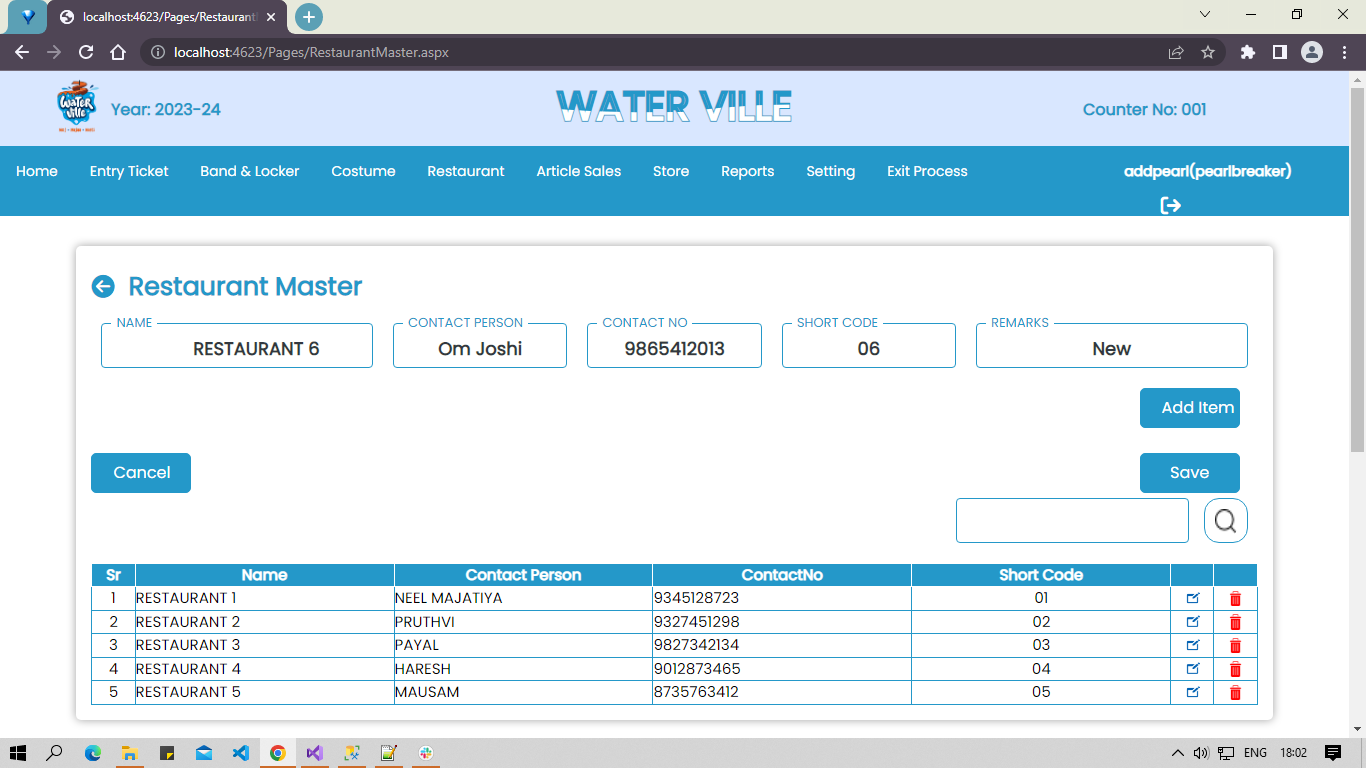 localhost:4623/Pages/Restaurant
localhost:4623/Pages/RestaurantMaster.aspx
WATER VILLE
Year: 2023-24
WATER VILLE
Counter No: 001
Home Entry Ticket Band & Locker Costume Restaurant Article Sales Store Reports Setting Exit Process addpearl(pearlbreaker)
Restaurant Master
NAME CONTACT PERSON CONTACT NO SHORT CODE REMARKS
RESTAURANT 6 Om Joshi 9865412013 06 New
Add Item
Cancel Save
Sr Name Contact Person ContactNo Short Code
1 RESTAURANT 1 NEEL MAJATIYA 9345128723 01
2 RESTAURANT 2 PRUTHVI 9327451298 02
3 RESTAURANT 3 PAYAL 9827342134 03
4 RESTAURANT 4 HARESH 9012873465 04
5 RESTAURANT 5 MAUSAM 8735763412 05
ENG 18:02